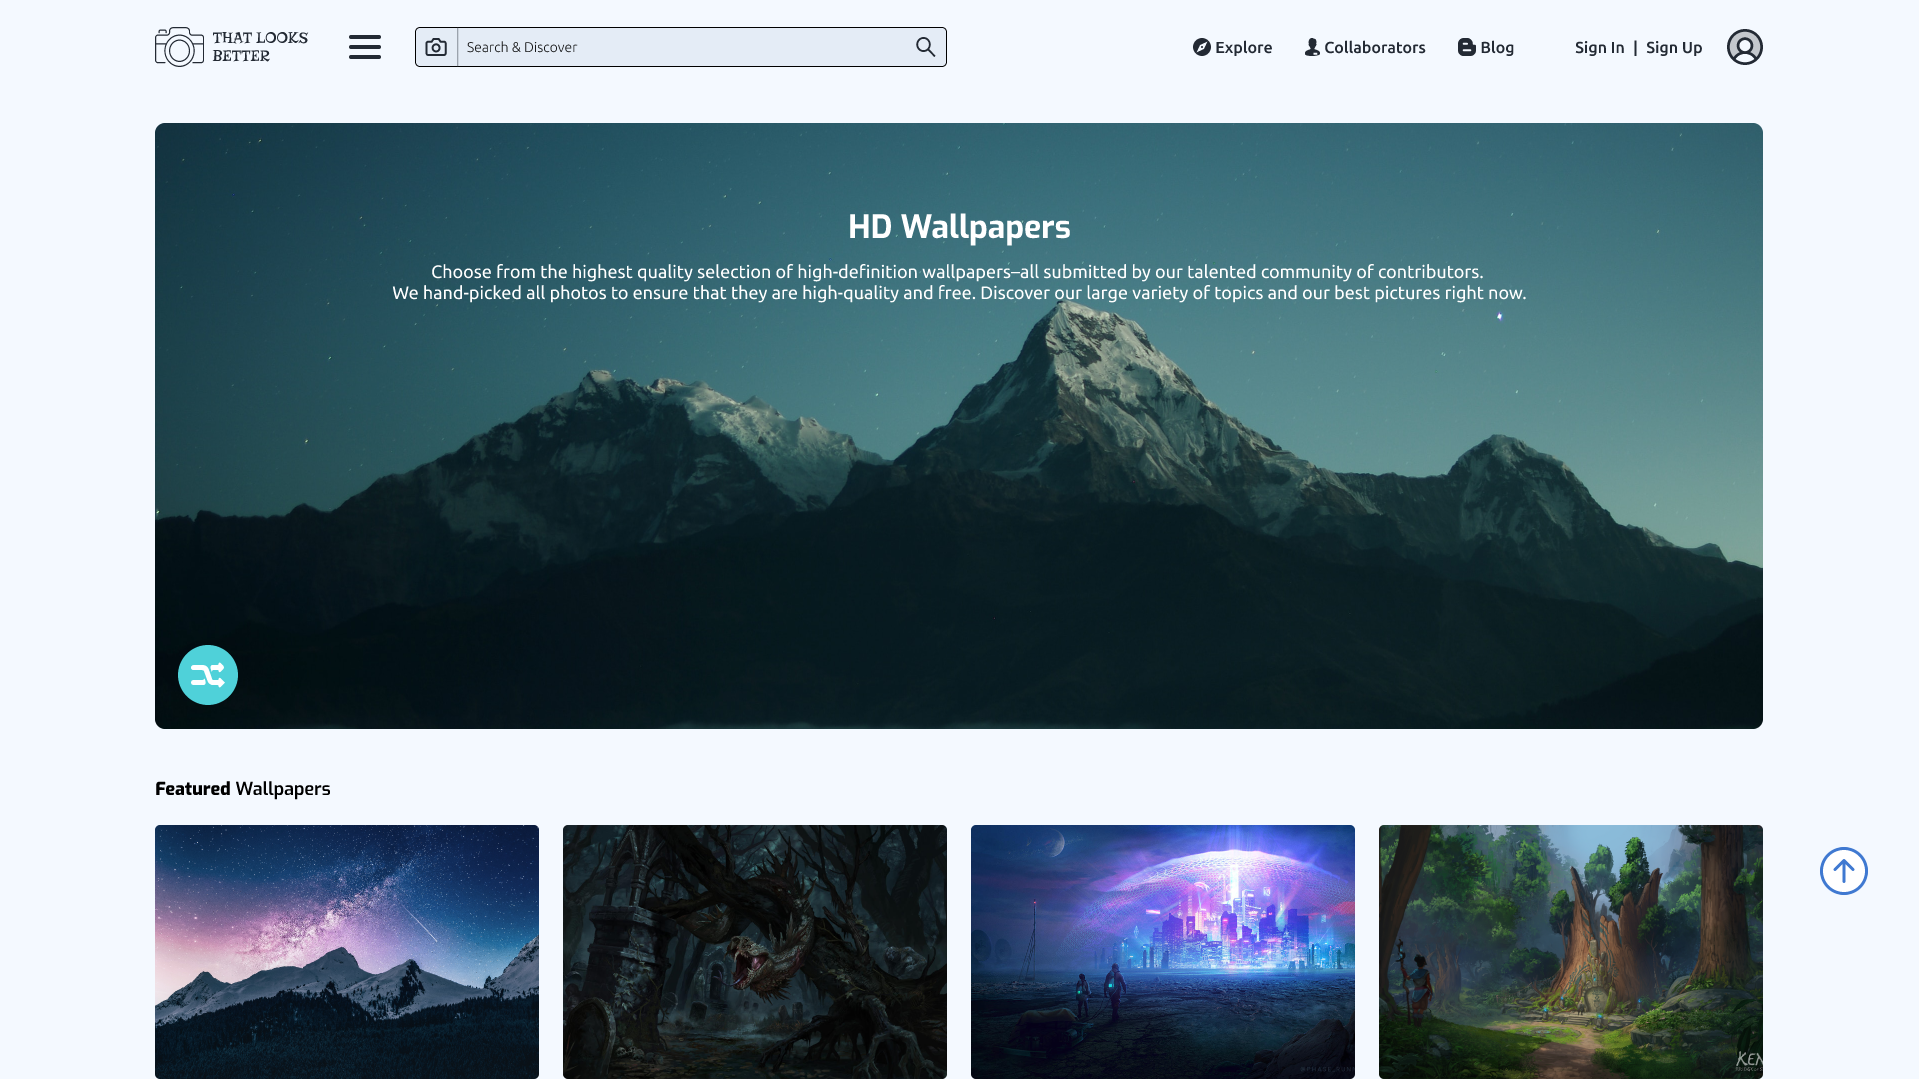 THAT LOOKS
BETTER
Search & Discover
Explore
Collaborators
Blog
Sign In | Sign Up
HD Wallpapers
Choose from the highest quality selection of high-definition wallpapers–all submitted by our talented community of contributors.
We hand-picked all photos to ensure that they are high-quality and free. Discover our large variety of topics and our best pictures right now.
Featured Wallpapers
KEN